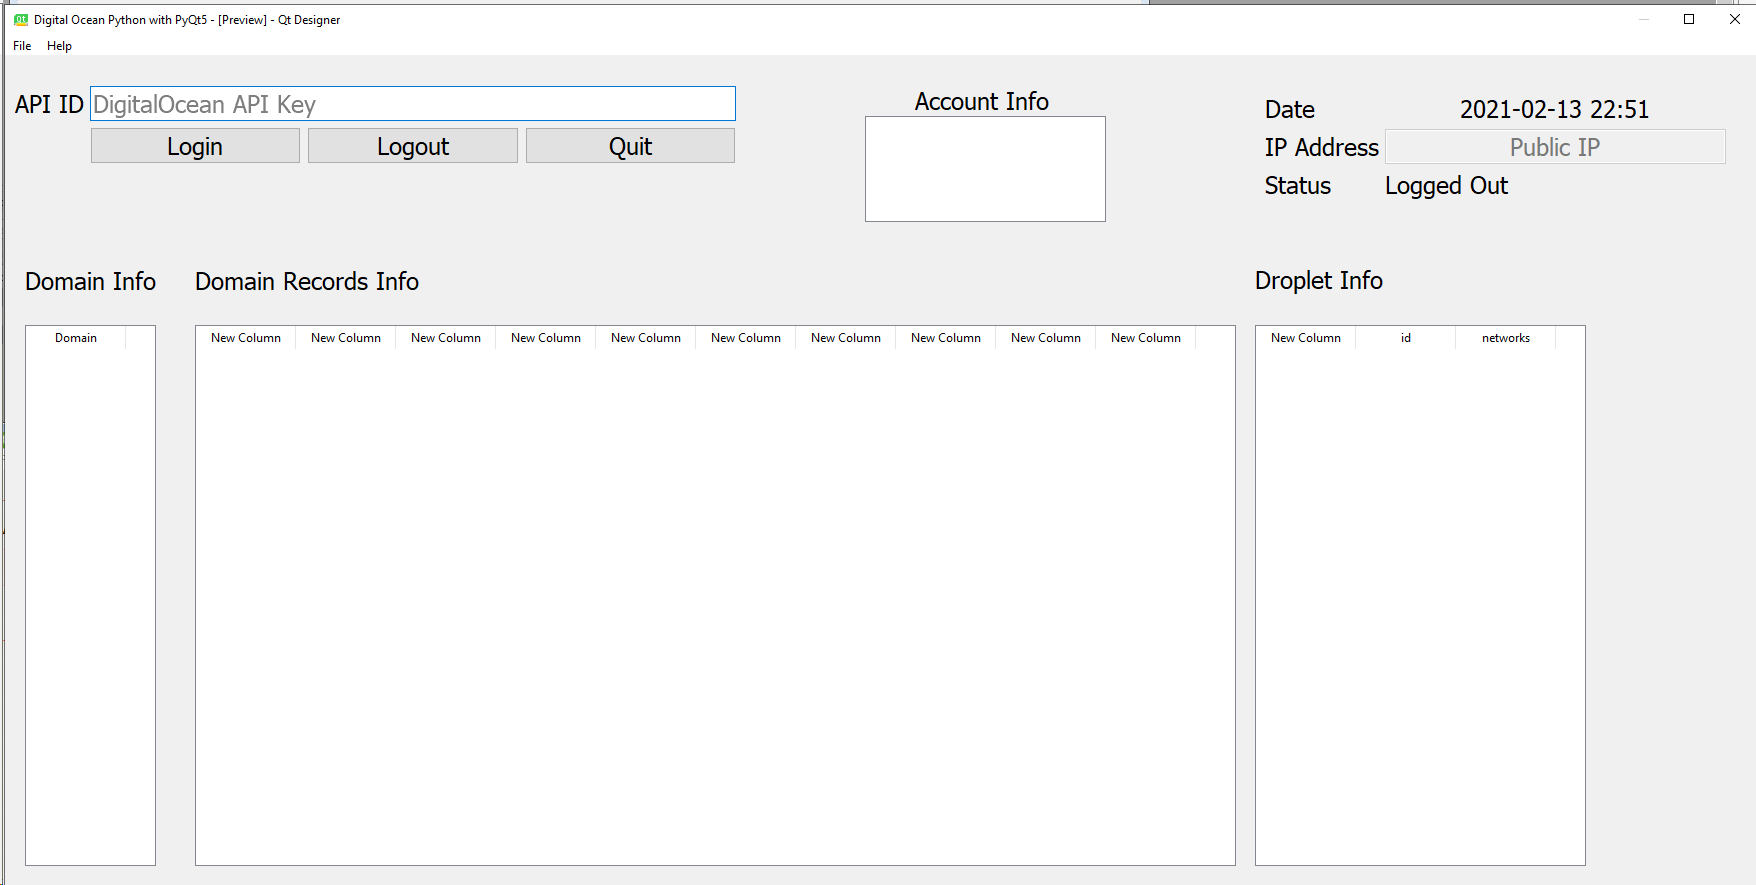 Digital Ocean Python with PyQt5 - [Preview] - Qt Designer
File Help
API ID DigitalOcean API Key
Login Logout Quit
Account Info
Date 2021-02-13 22:51
IP Address Public IP
Status Logged Out
Domain Info Domain Records Info Droplet Info
Domain New Column New Column New Column New Column New Column New Column New Column New Column New Column New Column New Column id networks